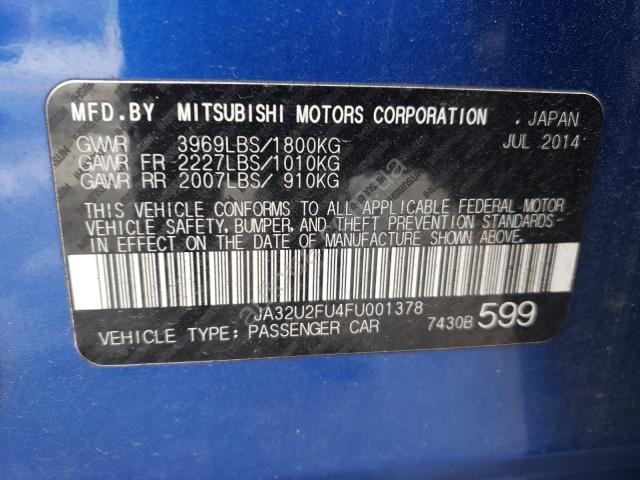 MFD.BY MITSUBISHI MOTORS CORPORATION . JAPAN
GVWR 3969LBS/1800KG JUL 2014
GAWR FR 2227LBS/1010KG
GAWR RR 2007LBS/ 910KG
THIS VEHICLE CONFORMS TO ALL APPLICABLE FEDERAL MOTOR
VEHICLE SAFETY, BUMPER, AND THEFT PREVENTION STANDARDS
IN EFFECT ON THE DATE OF MANUFACTURE SHOWN ABOVE.
JA32U2FU4FU001378
VEHICLE TYPE: PASSENGER CAR 7430B 599